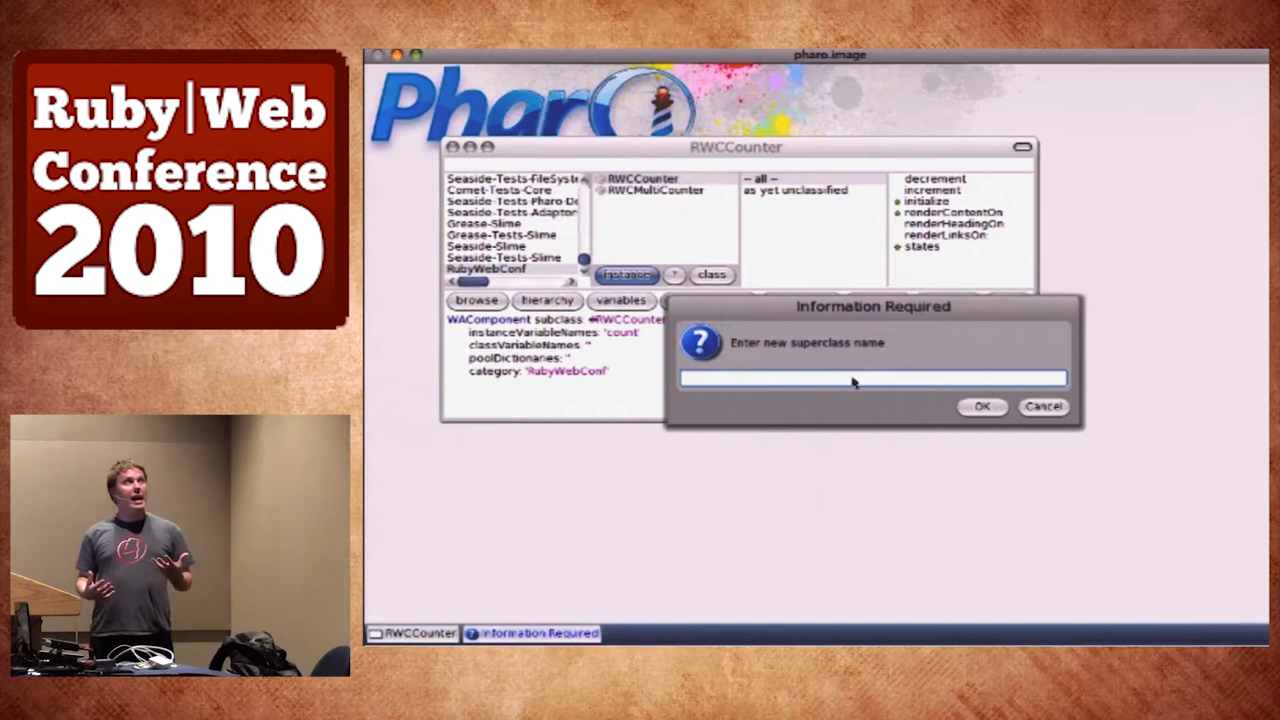 Ruby|Web
Conference
2010
pharo.image
Pharo
RWCCounter
Seaside-Tests-FileSyste
Comet-Tests-Core
Seaside-Tests-Pharo-De
Seaside-Tests-Adaptor
Grease-Slime
Grease-Tests-Slime
Seaside-Slime
Seaside-Tests-Slime
RubyWebConf
RWCCounter
RWCMultiCounter
-- all --
as yet unclassified
decrement
increment
initialize
renderContentOn
renderHeadingOn
renderLinksOn:
states
instance
?
class
browse
hierarchy
variables
WAComponent subclass: #RWCCounter
instanceVariableNames: 'count'
classVariableNames: ''
poolDictionaries: ''
category: 'RubyWebConf'
Information Required
?
Enter new superclass name
OK
Cancel
4
RWCCounter
? Information Required